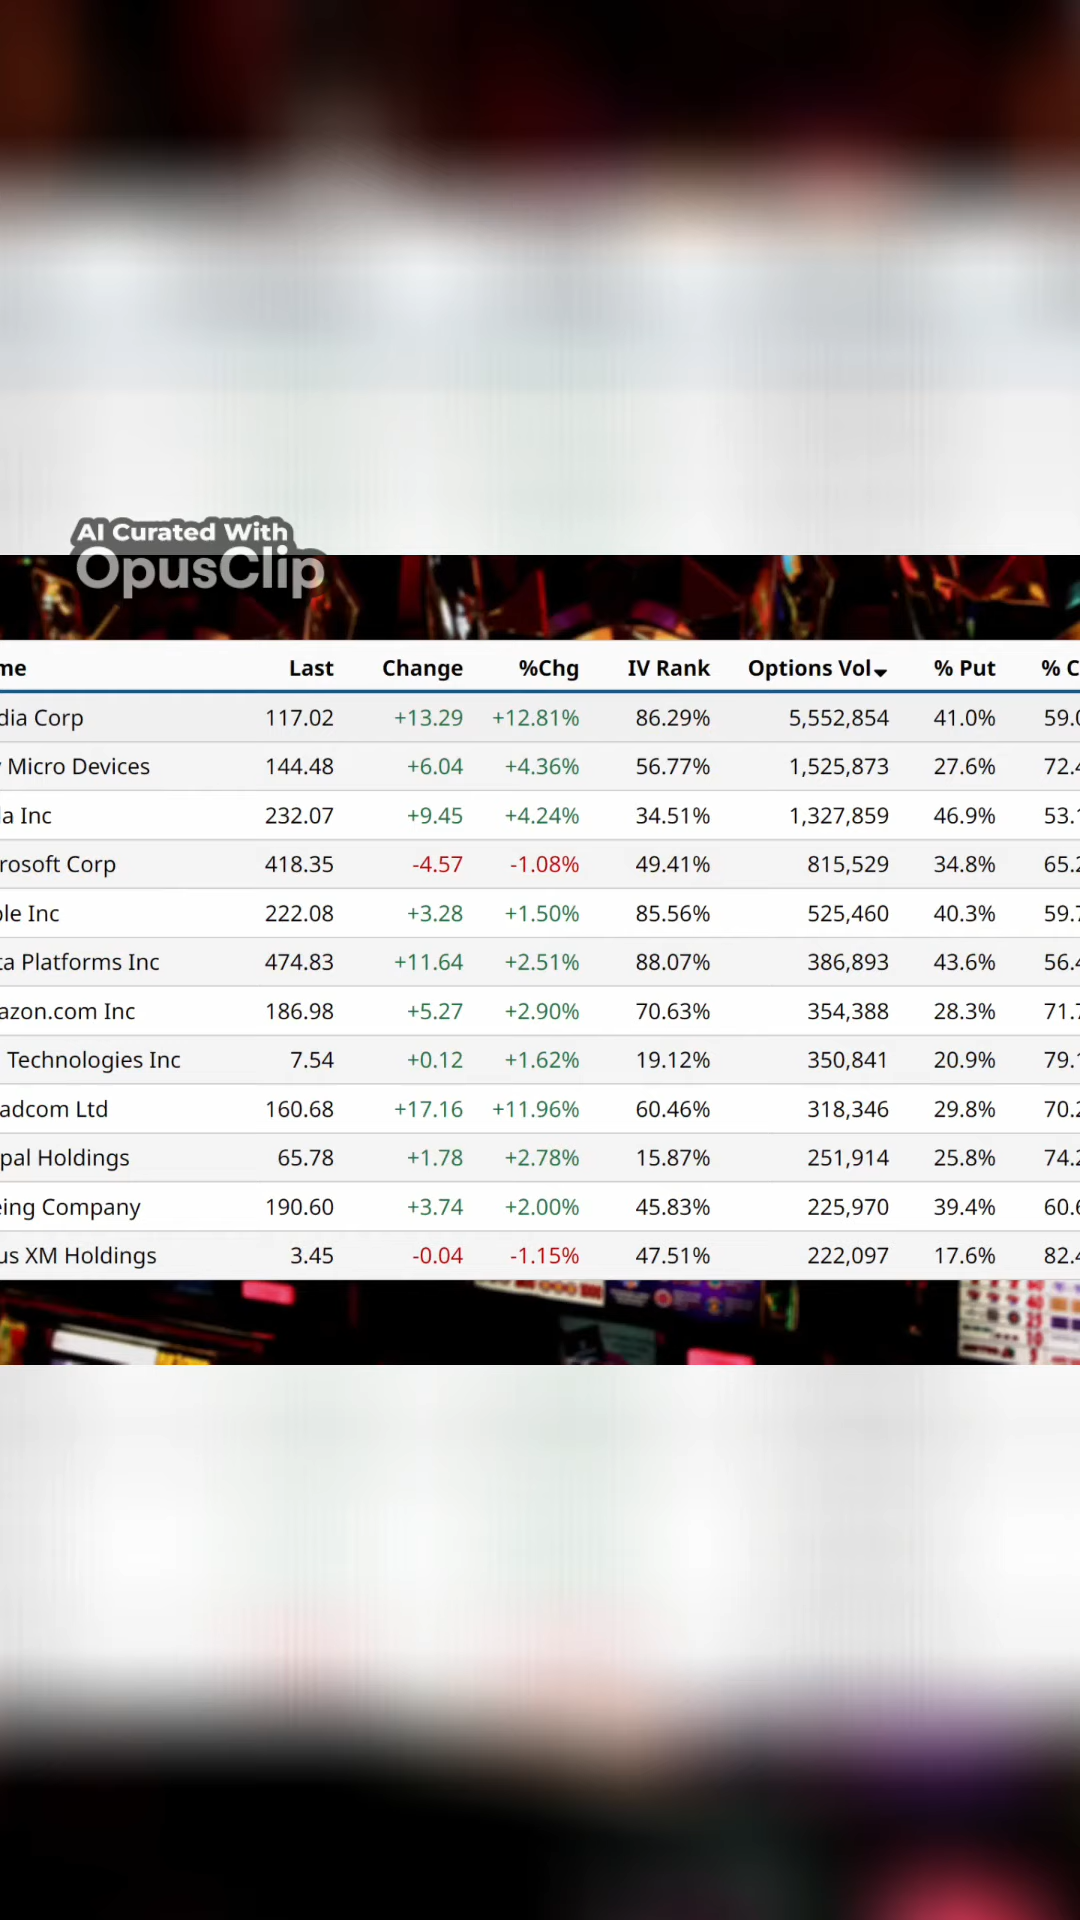 AI Curated With
OpusClip
me Last Change %Chg IV Rank Options Vol % Put % C
dia Corp 117.02 +13.29 +12.81% 86.29% 5,552,854 41.0% 59.0
Micro Devices 144.48 +6.04 +4.36% 56.77% 1,525,873 27.6% 72.4
la Inc 232.07 +9.45 +4.24% 34.51% 1,327,859 46.9% 53.1
rosoft Corp 418.35 -4.57 -1.08% 49.41% 815,529 34.8% 65.2
ple Inc 222.08 +3.28 +1.50% 85.56% 525,460 40.3% 59.7
ta Platforms Inc 474.83 +11.64 +2.51% 88.07% 386,893 43.6% 56.4
azon.com Inc 186.98 +5.27 +2.90% 70.63% 354,388 28.3% 71.7
Technologies Inc 7.54 +0.12 +1.62% 19.12% 350,841 20.9% 79.1
adcom Ltd 160.68 +17.16 +11.96% 60.46% 318,346 29.8% 70.2
pal Holdings 65.78 +1.78 +2.78% 15.87% 251,914 25.8% 74.2
eing Company 190.60 +3.74 +2.00% 45.83% 225,970 39.4% 60.6
us XM Holdings 3.45 -0.04 -1.15% 47.51% 222,097 17.6% 82.4